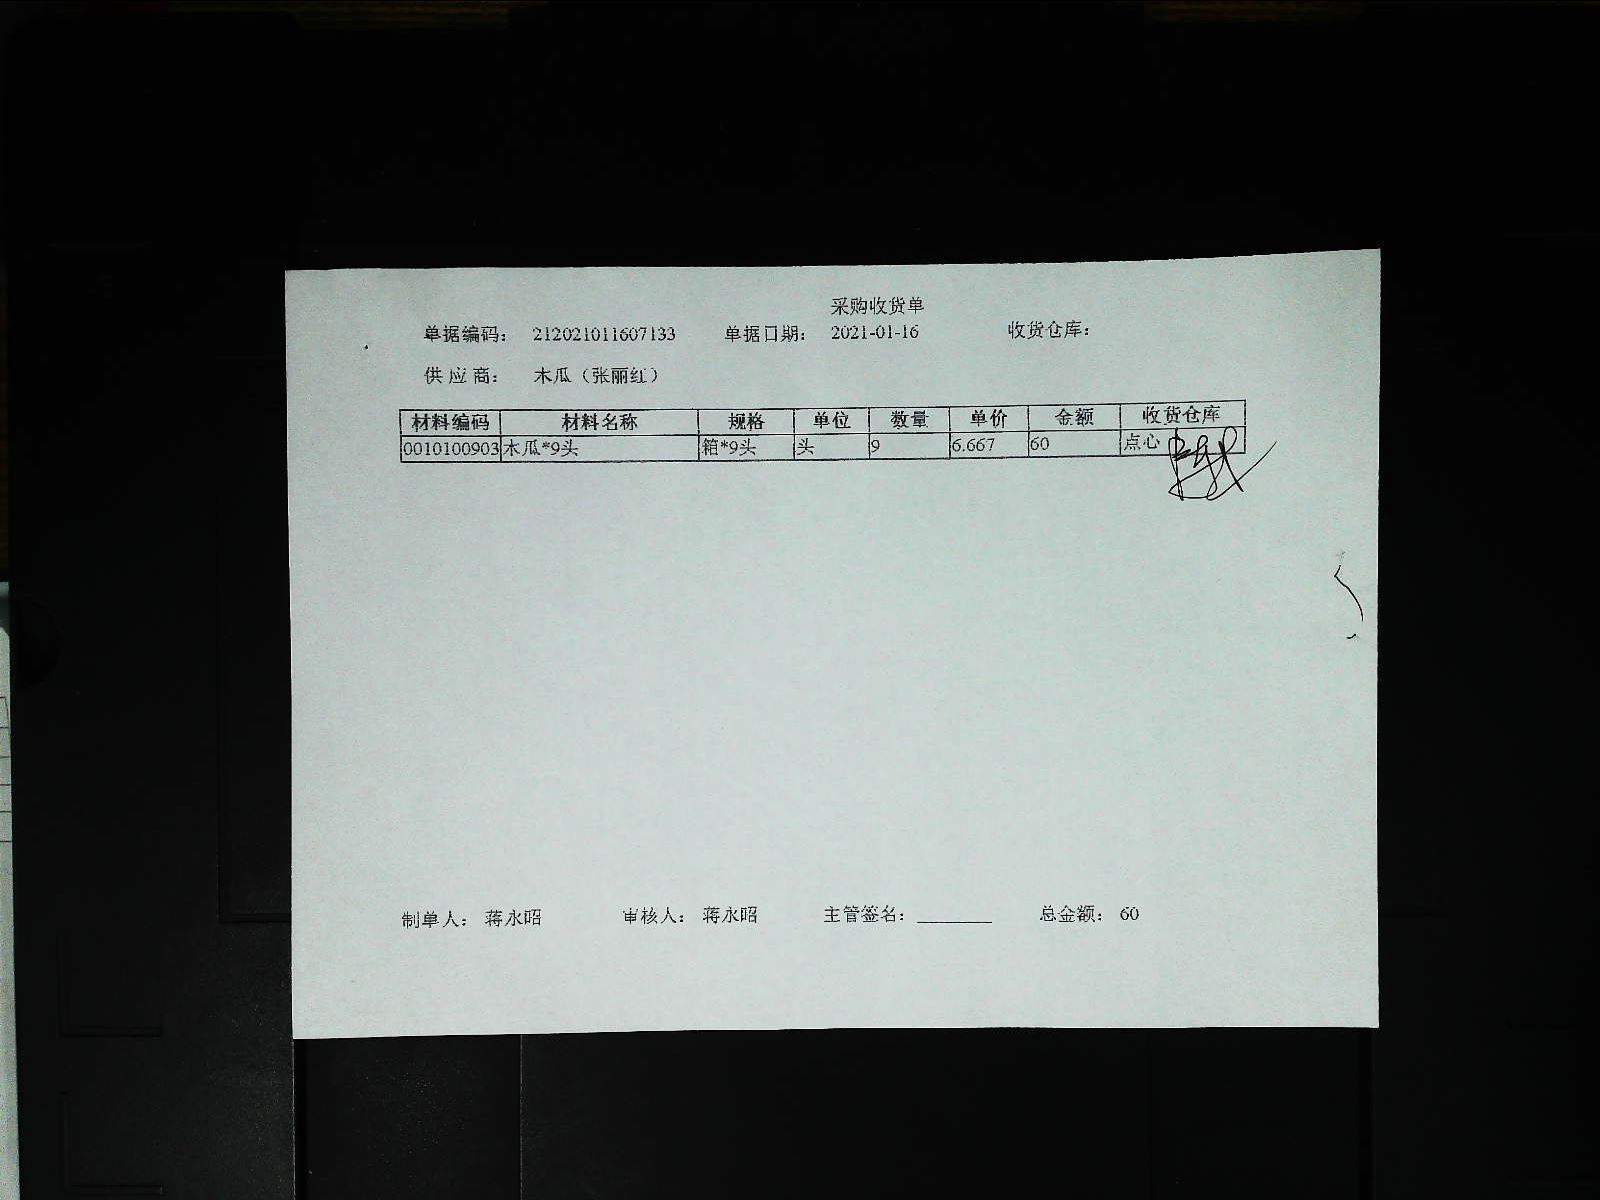 采购收货单
单据编码： 212021011607133 单据日期： 2021-01-16 收货仓库：
供应商： 木瓜（张丽红）
材料编码 材料名称 规格 单位 数量 单价 金额 收货仓库
0010100903 木瓜*9头 箱*9头 头 9 6.667 60 点心
制单人： 蒋永昭 审核人： 蒋永昭 主管签名：________ 总金额： 60